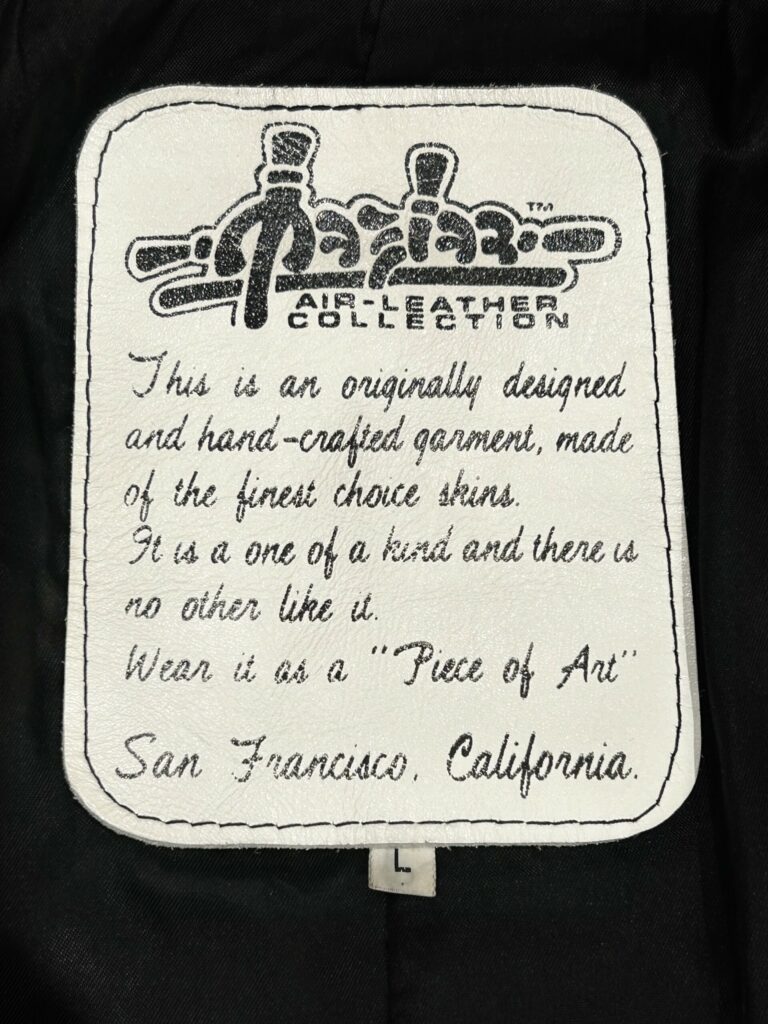 TM
AIR-LEATHER
COLLECTION
This is an originally designed
and hand-crafted garment, made
of the finest choice skins.
It is a one of a kind and there is
no other like it.
Wear it as a "Piece of Art"
San Francisco, California.
L